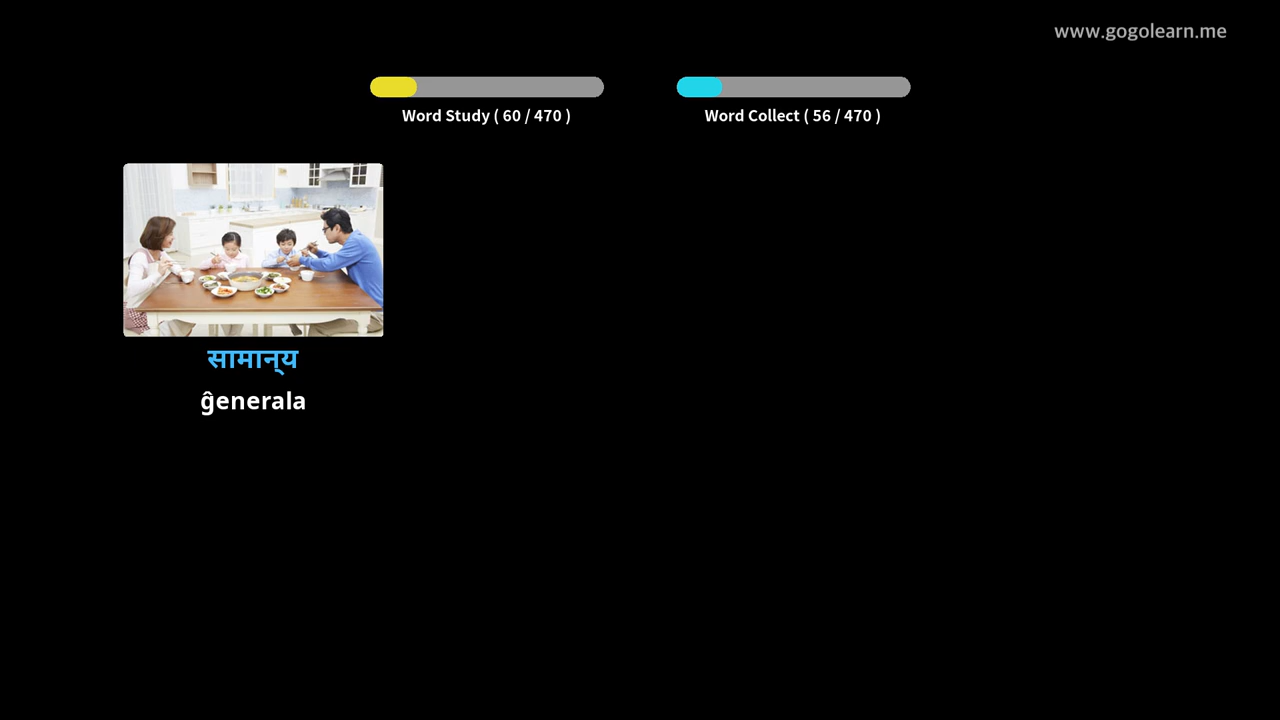 www.gogolearn.me
Word Study ( 60 / 470 )
Word Collect ( 56 / 470 )
सामान्‍य
ĝenerala